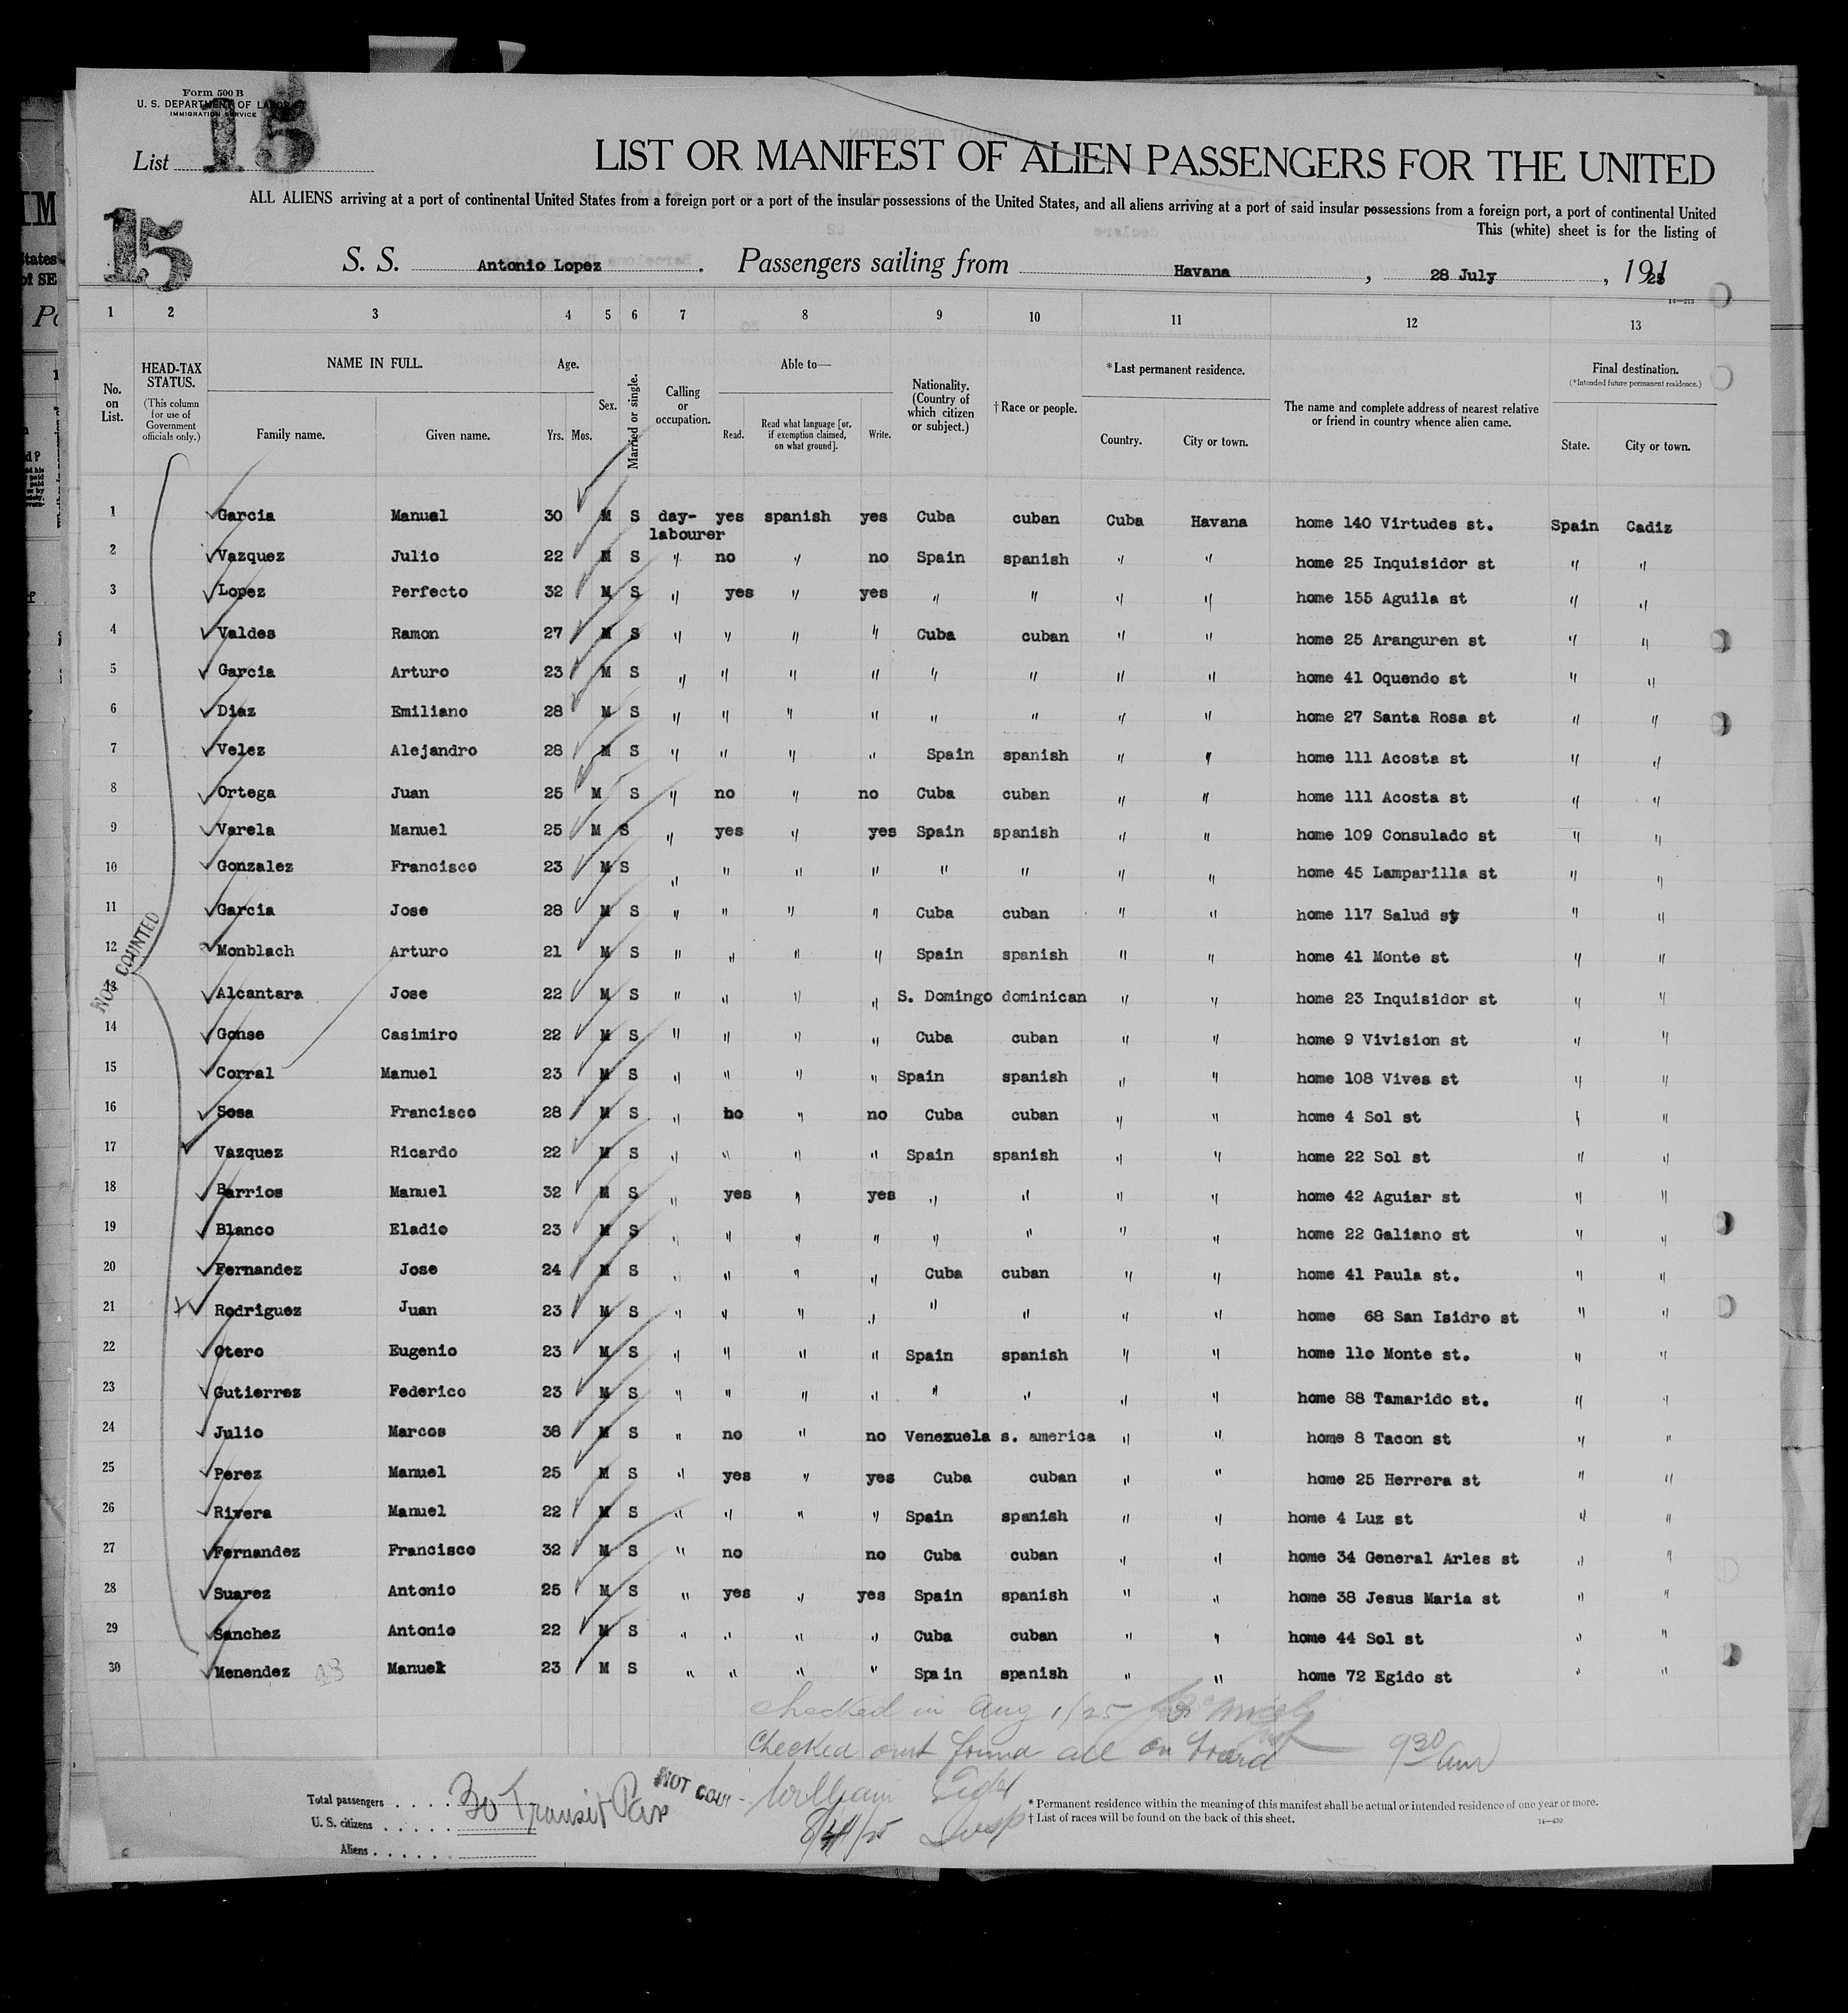 Form 500 B
U. S. DEPARTMENT OF LABOR
IMMIGRATION SERVICE
List 15
15
LIST OR MANIFEST OF ALIEN PASSENGERS FOR THE UNITED
ALL ALIENS arriving at a port of continental United States from a foreign port or a port of the insular possessions of the United States, and all aliens arriving at a port of said insular possessions from a foreign port, a port of continental United
This (white) sheet is for the listing of
S. S. Antonio Lopez . Passengers sailing from Havana , 28 July , 1925
14—213
1 2 3 4 5 6 7 8 9 10 11 12 13
No. on List.
HEAD-TAX STATUS.
(This column for use of Government officials only.)
NAME IN FULL.
Family name. Given name.
Age.
Yrs. Mos.
Sex.
Married or single.
Calling or occupation.
Able to—
Read. Read what language [or, if exemption claimed, on what ground]. Write.
Nationality. (Country of which citizen or subject.)
† Race or people.
*Last permanent residence.
Country. City or town.
The name and complete address of nearest relative or friend in country whence alien came.
Final destination.
(*Intended future permanent residence.)
State. City or town.
1 Garcia Manuel 30 M S day-labourer yes spanish yes Cuba cuban Cuba Havana home 140 Virtudes st. Spain Cadiz
2 Vazquez Julio 22 M S " no " no Spain spanish " " home 25 Inquisidor st " "
3 Lopez Perfecto 32 M S " yes " yes " " " " home 155 Aguila st " "
4 Valdes Ramon 27 M S " " " " Cuba cuban " " home 25 Aranguren st " "
5 Garcia Arturo 23 M S " " " " " " " " home 41 Oquendo st " "
6 Diaz Emiliano 28 M S " " " " " " " " home 27 Santa Rosa st " "
7 Velez Alejandro 28 M S " " " " Spain spanish " " home 111 Acosta st " "
8 Ortega Juan 25 M S " no " no Cuba cuban " " home 111 Acosta st " "
9 Varela Manuel 25 M S " yes " yes Spain spanish " " home 109 Consulado st " "
10 Gonzalez Francisco 23 M S " " " " " " " " home 45 Lamparilla st " "
11 Garcia Jose 28 M S " " " " Cuba cuban " " home 117 Salud st " "
12 Monblach Arturo 21 M S " " " " Spain spanish " " home 41 Monte st " "
13 Alcantara Jose 22 M S " " " " S. Domingo dominican " " home 23 Inquisidor st " "
14 Gonse Casimiro 22 M S " " " " Cuba cuban " " home 9 Vivision st " "
15 Corral Manuel 23 M S " " " " Spain spanish " " home 108 Vives st " "
16 Sosa Francisco 28 M S " no " no Cuba cuban " " home 4 Sol st " "
17 Vazquez Ricardo 22 M S " " " " Spain spanish " " home 22 Sol st " "
18 Barrios Manuel 32 M S " yes " yes " " " " home 42 Aguiar st " "
19 Blanco Eladio 23 M S " " " " " " " " home 22 Galiano st " "
20 Fernandez Jose 24 M S " " " " Cuba cuban " " home 41 Paula st. " "
21 Rodriguez Juan 23 M S " " " " " " " " home 68 San Isidro st " "
22 Otero Eugenio 23 M S " " " " Spain spanish " " home 11o Monte st. " "
23 Gutierrez Federico 23 M S " " " " " " " " home 88 Tamarido st. " "
24 Julio Marcos 38 M S " no " no Venezuela s. america " " home 8 Tacon st " "
25 Perez Manuel 25 M S " yes " yes Cuba cuban " " home 25 Herrera st " "
26 Rivera Manuel 22 M S " " " " Spain spanish " " home 4 Luz st " "
27 Fernandez Francisco 32 M S " no no Cuba cuban " " home 34 General Arles st " "
28 Suarez Antonio 25 M S " yes " yes Spain spanish " " home 38 Jesus Maria st " "
29 Sanchez Antonio 22 M S " " " " Cuba cuban " " home 44 Sol st " "
30 Menendez Manuek 23 M S " " " " Spain spanish " " home 72 Egido st " "
NOT COUNTED
checked in Aug 1/25
Checked out found all on board 930 am
Total passengers . . . . 30 Transit Pass
NOT COU
William
U. S. citizens . . . . .
Aliens . . . . . .
Insp
* Permanent residence within the meaning of this manifest shall be actual or intended residence of one year or more.
† List of races will be found on the back of this sheet.
14—430